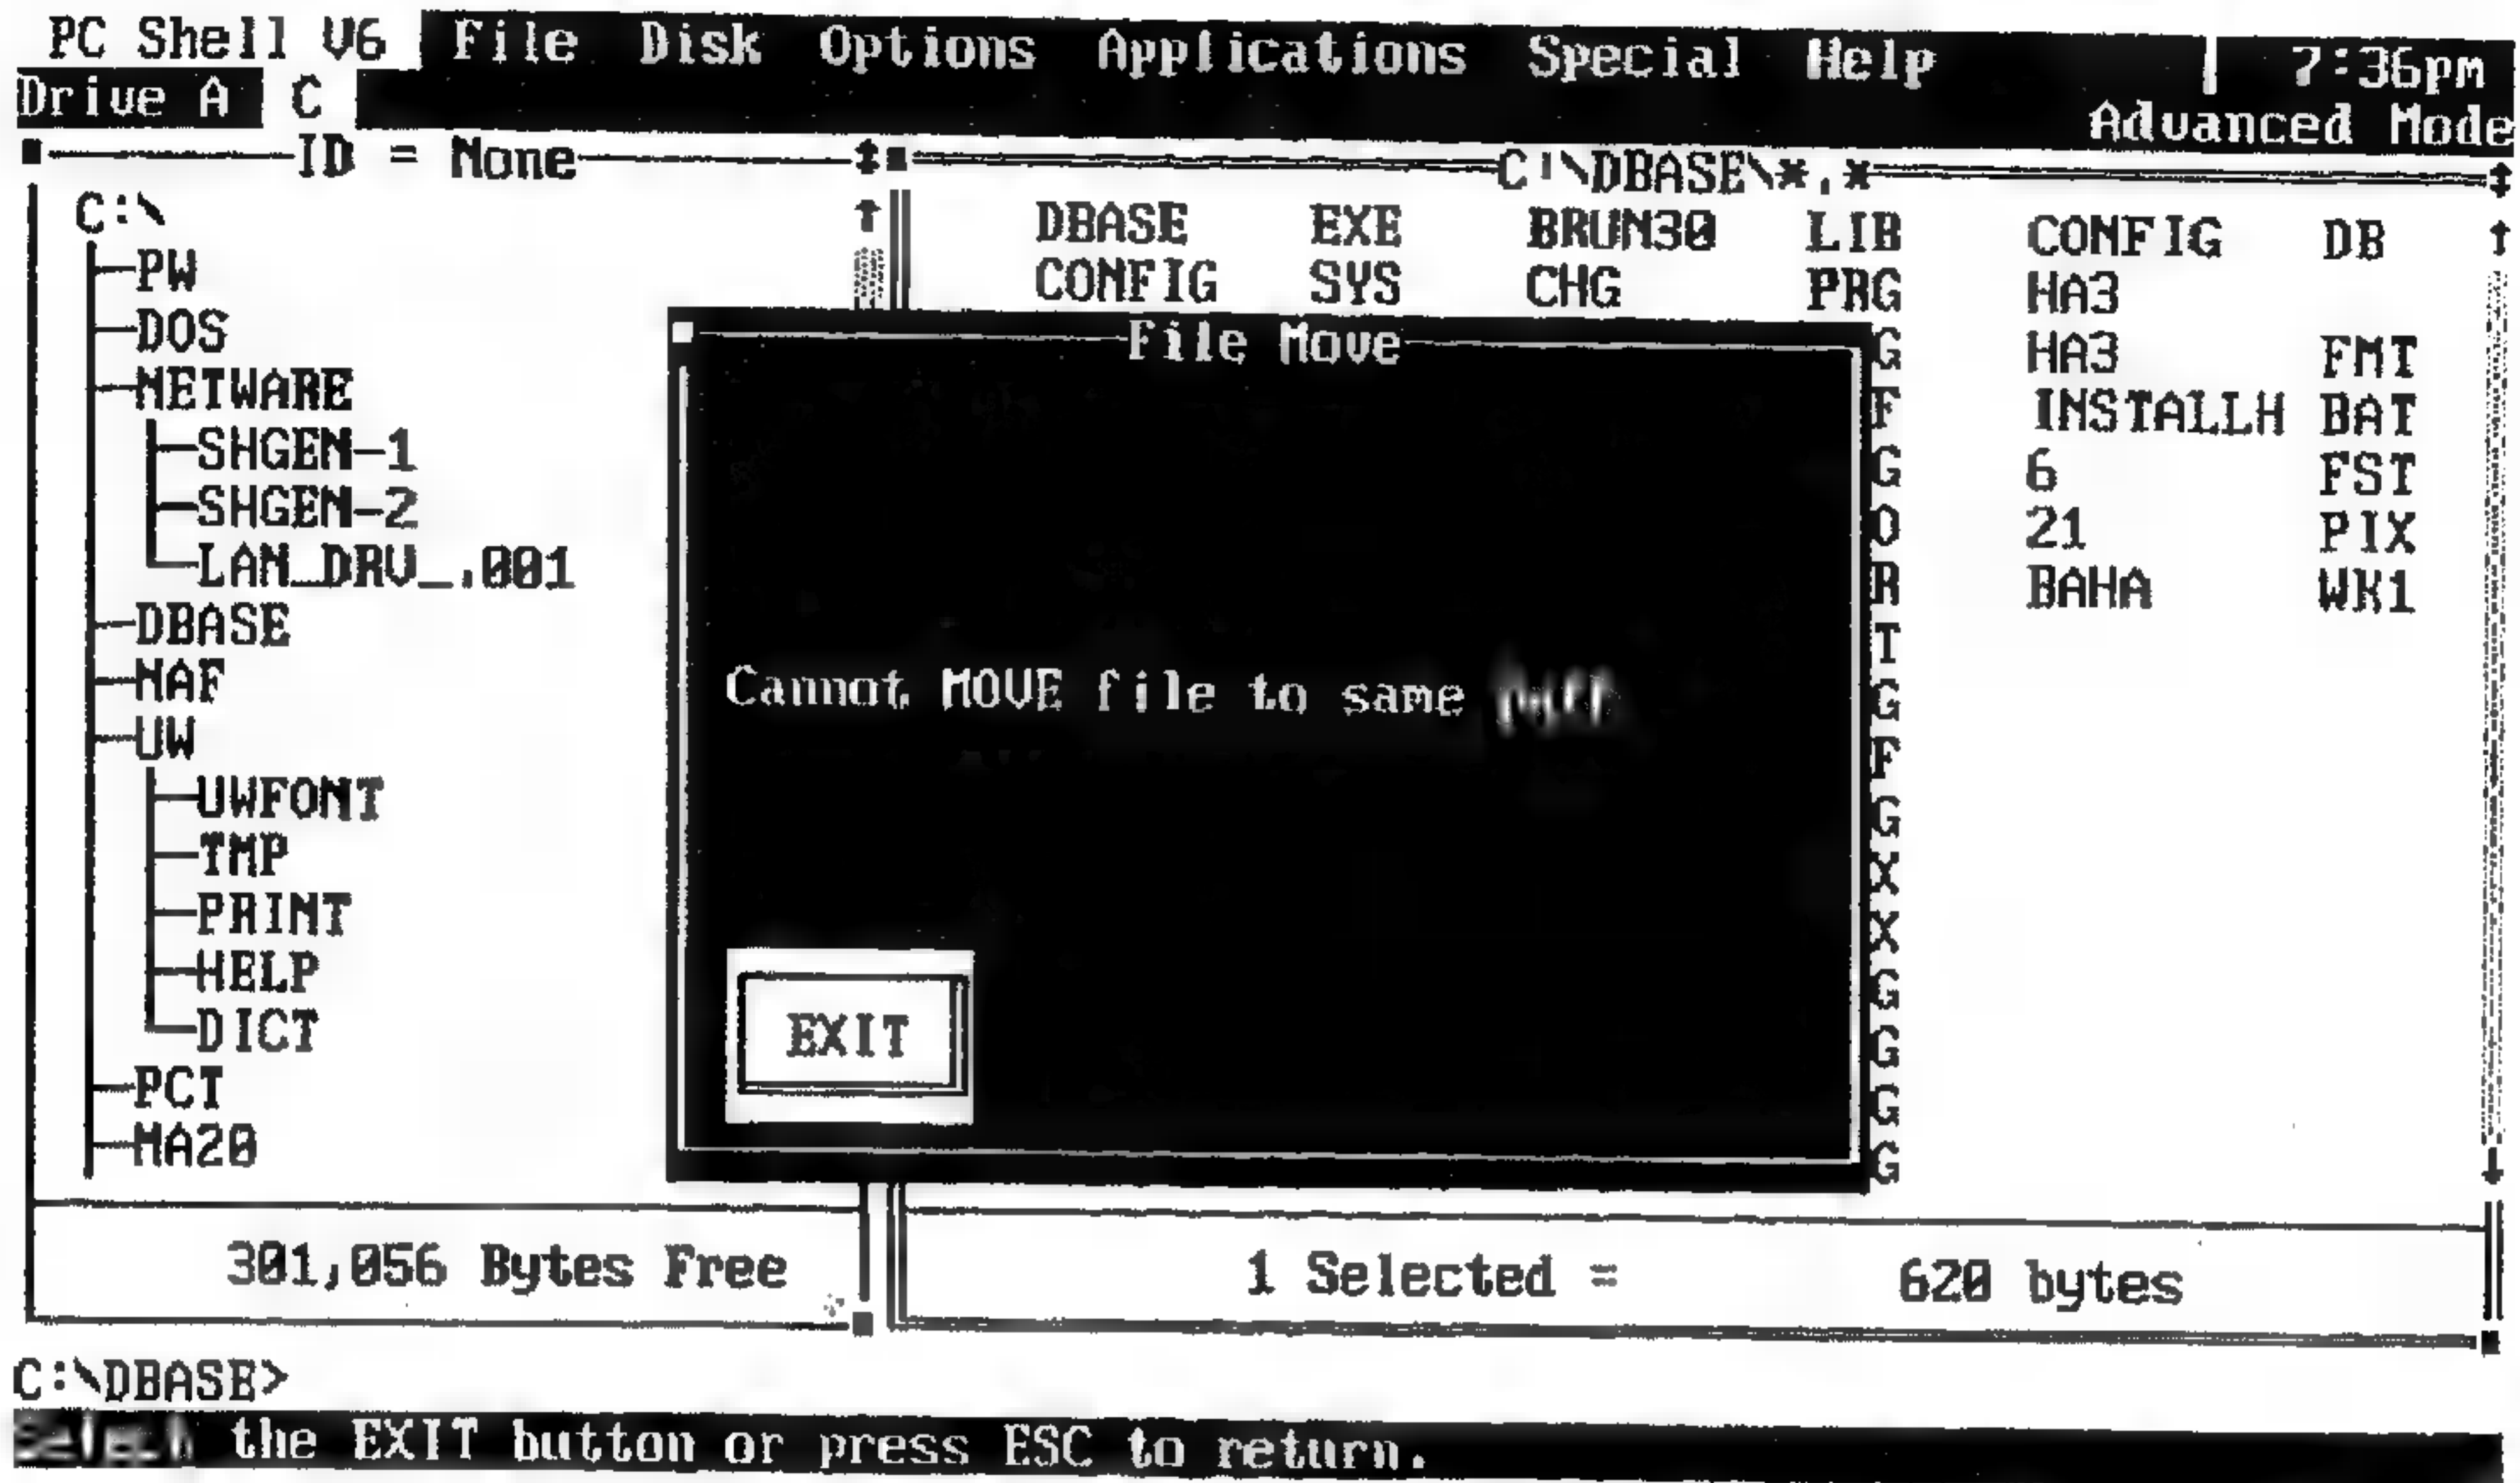 PC Shell V6 File Disk Options Applications Special Help 7:36pm
Drive A C
Advanced Mode
ID = None
C:\
PW
DOS
NETWARE
SHGEN-1
SHGEN-2
LAN_DRV_.001
DBASE
NAF
UW
UWFONT
TMP
PRINT
HELP
DICT
PCT
MA20
301,056 Bytes Free
C:\DBASE\*.*
DBASE EXE BRUN30 LIB CONFIG DB
CONFIG SYS CHG PRG HA3
G HA3 FMT
F INSTALLH BAT
G 6 FST
O 21 PIX
R BAHA WK1
T
G
F
G
X
X
G
G
G
G
File Move
Cannot MOVE file to same
EXIT
1 Selected = 620 bytes
C:\DBASE>
the EXIT button or press ESC to return.